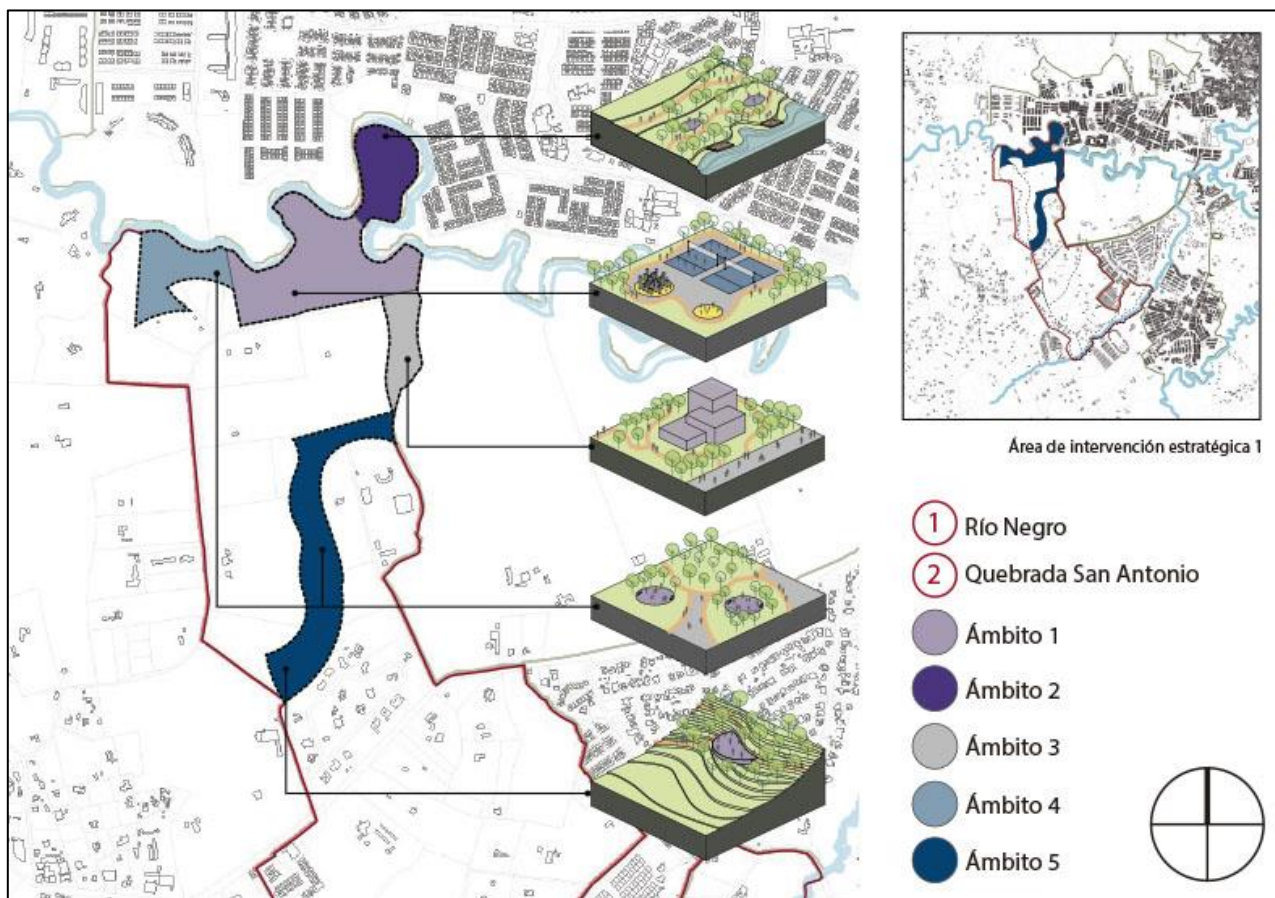 Área de intervención estratégica 1
1 Río Negro
2 Quebrada San Antonio
Ámbito 1
Ámbito 2
Ámbito 3
Ámbito 4
Ámbito 5